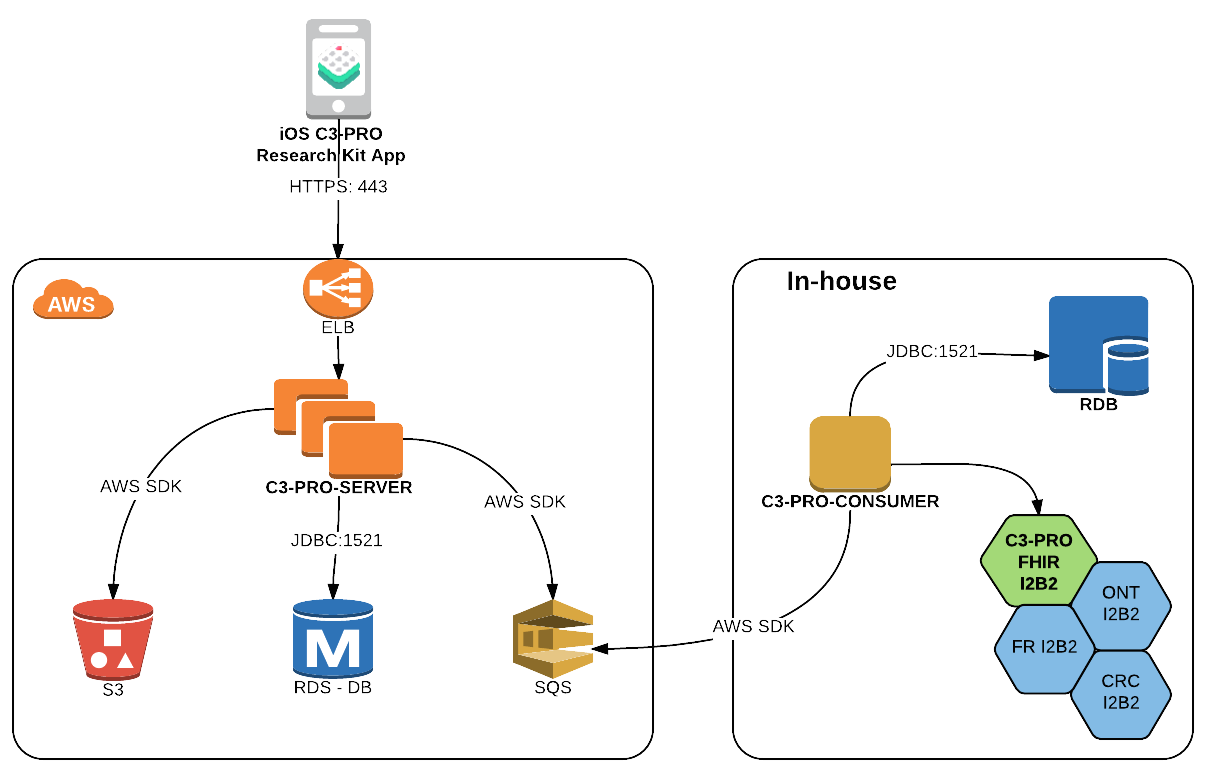 iOS C3-PRO
Research Kit App
HTTPS: 443
AWS
ELB
C3-PRO-SERVER
AWS SDK
JDBC:1521
AWS SDK
S3
RDS - DB
M
SQS
In-house
JDBC:1521
RDB
C3-PRO-CONSUMER
AWS SDK
C3-PRO
FHIR
I2B2
ONT
I2B2
FR I2B2
CRC
I2B2